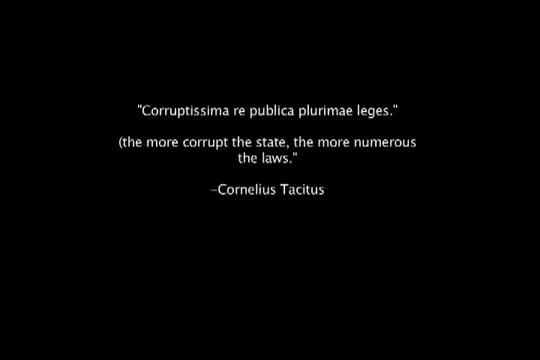 "Corruptissima re publica plurimae leges."
(the more corrupt the state, the more numerous
the laws."
–Cornelius Tacitus